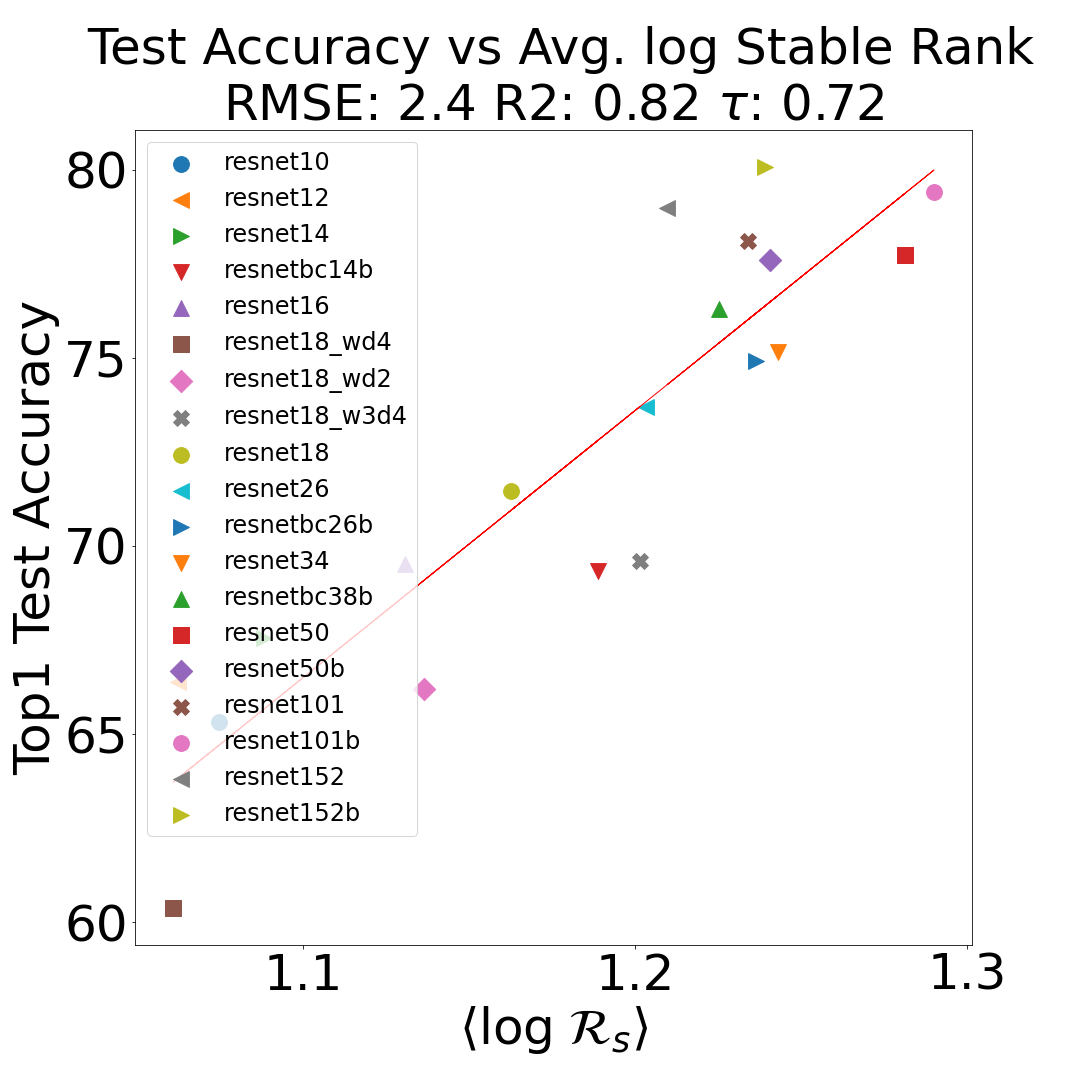 Test Accuracy vs Avg. log Stable Rank
RMSE: 2.4 R2: 0.82 τ: 0.72
80
75
70
65
60
Top1 Test Accuracy
resnet10
resnet12
resnet14
resnetbc14b
resnet16
resnet18_wd4
resnet18_wd2
resnet18_w3d4
resnet18
resnet26
resnetbc26b
resnet34
resnetbc38b
resnet50
resnet50b
resnet101
resnet101b
resnet152
resnet152b
1.1 1.2 1.3
⟨log ℛₛ⟩